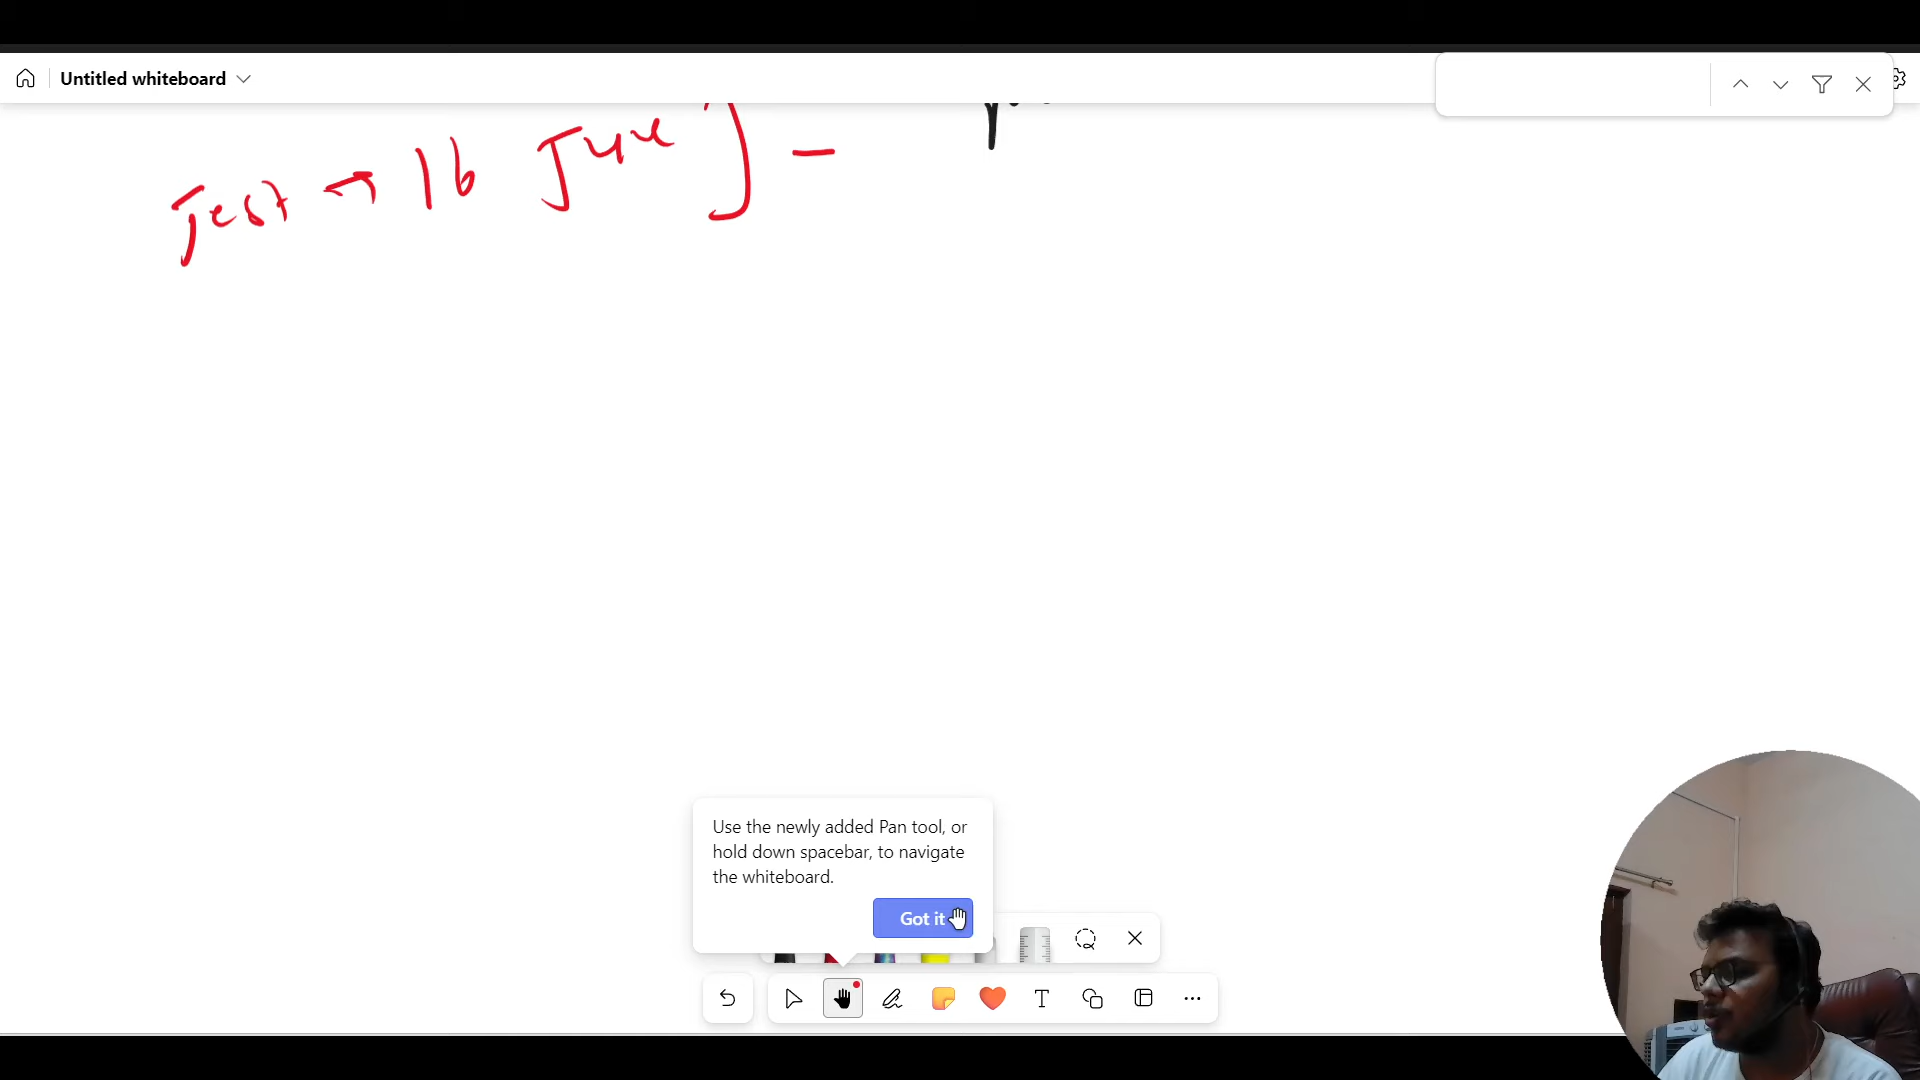 Untitled whiteboard
Test → 16 June ] -
Use the newly added Pan tool, or
hold down spacebar, to navigate
the whiteboard.
Got it
T